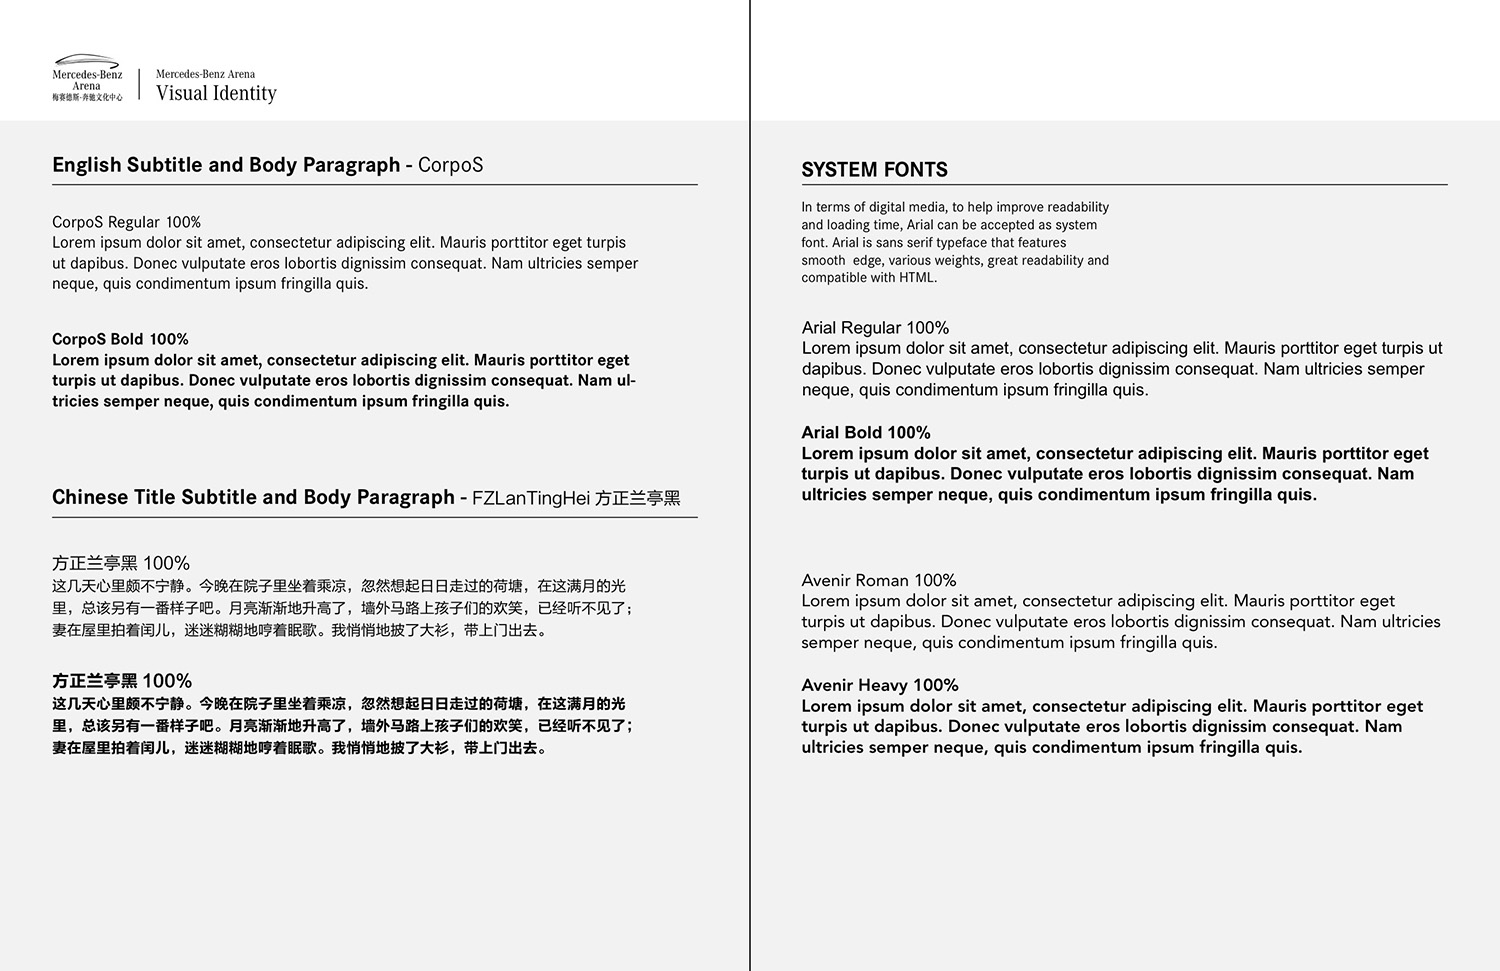 Mercedes-Benz
Arena
梅赛德斯-奔驰文化中心
Mercedes-Benz Arena
Visual Identity
English Subtitle and Body Paragraph - CorpoS
CorpoS Regular 100%
Lorem ipsum dolor sit amet, consectetur adipiscing elit. Mauris porttitor eget turpis
ut dapibus. Donec vulputate eros lobortis dignissim consequat. Nam ultricies semper
neque, quis condimentum ipsum fringilla quis.
CorpoS Bold 100%
Lorem ipsum dolor sit amet, consectetur adipiscing elit. Mauris porttitor eget
turpis ut dapibus. Donec vulputate eros lobortis dignissim consequat. Nam ul-
tricies semper neque, quis condimentum ipsum fringilla quis.
Chinese Title Subtitle and Body Paragraph - FZLanTingHei 方正兰亭黑
方正兰亭黑 100%
这几天心里颇不宁静。今晚在院子里坐着乘凉，忽然想起日日走过的荷塘，在这满月的光
里，总该另有一番样子吧。月亮渐渐地升高了，墙外马路上孩子们的欢笑，已经听不见了；
妻在屋里拍着闰儿，迷迷糊糊地哼着眠歌。我悄悄地披了大衫，带上门出去。
方正兰亭黑 100%
这几天心里颇不宁静。今晚在院子里坐着乘凉，忽然想起日日走过的荷塘，在这满月的光
里，总该另有一番样子吧。月亮渐渐地升高了，墙外马路上孩子们的欢笑，已经听不见了；
妻在屋里拍着闰儿，迷迷糊糊地哼着眠歌。我悄悄地披了大衫，带上门出去。
SYSTEM FONTS
In terms of digital media, to help improve readability
and loading time, Arial can be accepted as system
font. Arial is sans serif typeface that features
smooth  edge, various weights, great readability and
compatible with HTML.
Arial Regular 100%
Lorem ipsum dolor sit amet, consectetur adipiscing elit. Mauris porttitor eget turpis ut
dapibus. Donec vulputate eros lobortis dignissim consequat. Nam ultricies semper
neque, quis condimentum ipsum fringilla quis.
Arial Bold 100%
Lorem ipsum dolor sit amet, consectetur adipiscing elit. Mauris porttitor eget
turpis ut dapibus. Donec vulputate eros lobortis dignissim consequat. Nam
ultricies semper neque, quis condimentum ipsum fringilla quis.
Avenir Roman 100%
Lorem ipsum dolor sit amet, consectetur adipiscing elit. Mauris porttitor eget
turpis ut dapibus. Donec vulputate eros lobortis dignissim consequat. Nam ultricies
semper neque, quis condimentum ipsum fringilla quis.
Avenir Heavy 100%
Lorem ipsum dolor sit amet, consectetur adipiscing elit. Mauris porttitor eget
turpis ut dapibus. Donec vulputate eros lobortis dignissim consequat. Nam
ultricies semper neque, quis condimentum ipsum fringilla quis.